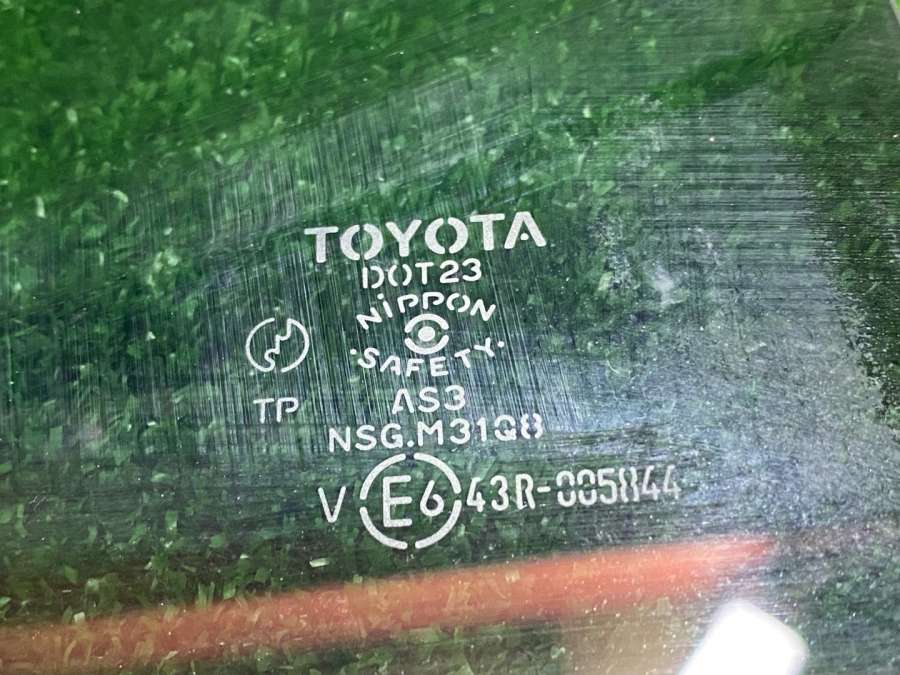 TOYOTA
DOT23
NIPPON
·SAFETY·
TP
AS3
NSG.M31Q8
V E6 43R-005844